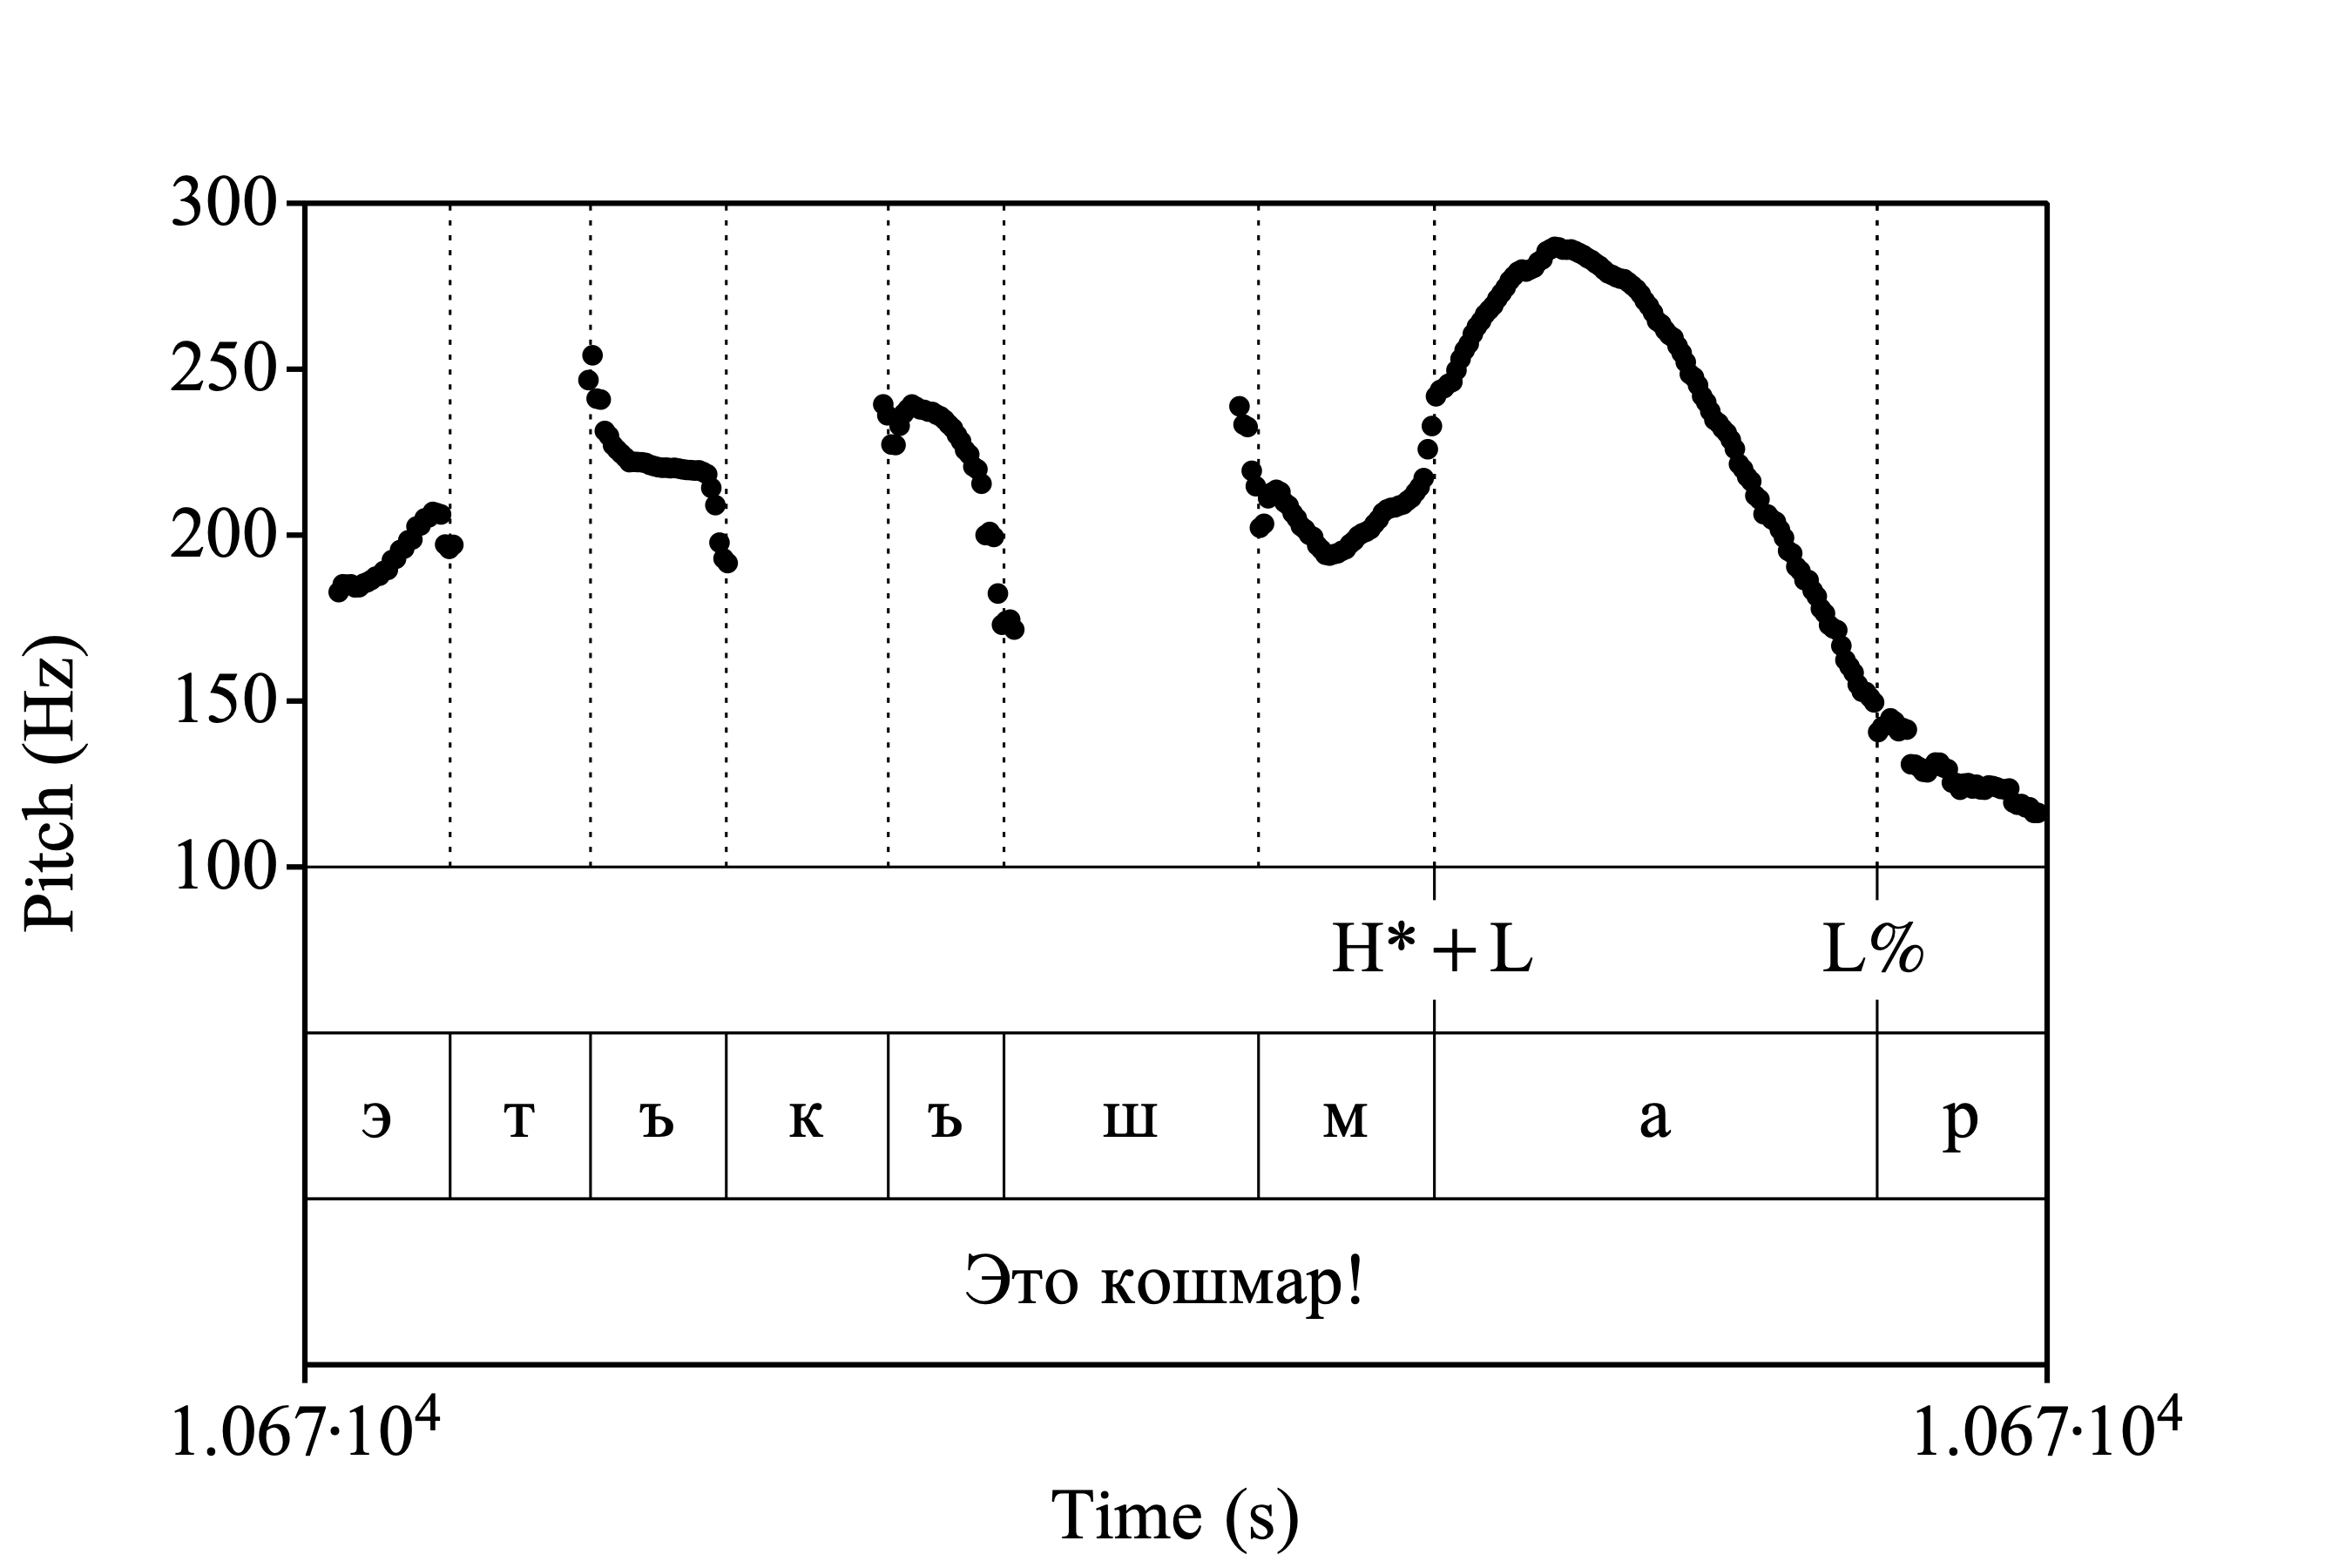 300
250
200
150
100
Pitch (Hz)
H*+L L%
э т ъ к ъ ш м а р
Это кошмар!
1.067·10⁴ 1.067·10⁴
Time (s)